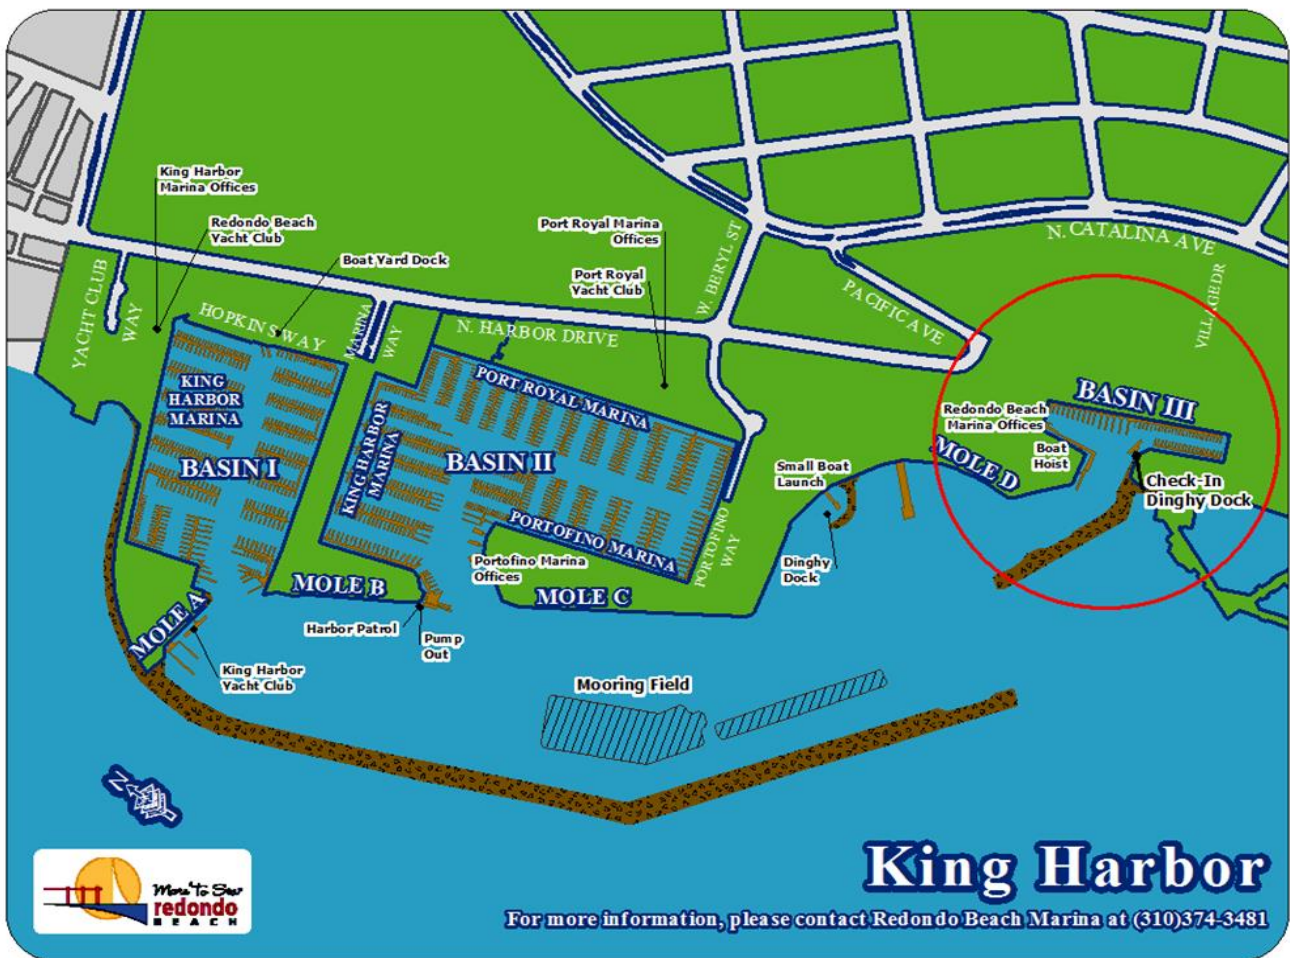 King Harbor
Marina Offices
Redondo Beach
Yacht Club
Boat Yard Dock
Port Royal Marina
Offices
Port Royal
Yacht Club
W. BERYL ST
N. CATALINA AVE
PACIFIC AVE
VILLAGE DR
YACHT CLUB
WAY
HOPKINS WAY
MARINA
WAY
N. HARBOR DRIVE
KING
HARBOR
MARINA
BASIN I
KING HARBOR
MARINA
PORT ROYAL MARINA
BASIN II
PORTOFINO MARINA
PORTOFINO
WAY
Portofino Marina
Offices
Small Boat
Launch
Dinghy
Dock
Redondo Beach
Marina Offices
BASIN III
Boat
Hoist
MOLE D
Check-In
Dinghy Dock
MOLE A
MOLE B
MOLE C
Harbor Patrol
Pump
Out
King Harbor
Yacht Club
Mooring Field
N
More To Sea
redondo
BEACH
King Harbor
For more information, please contact Redondo Beach Marina at (310)374-3481